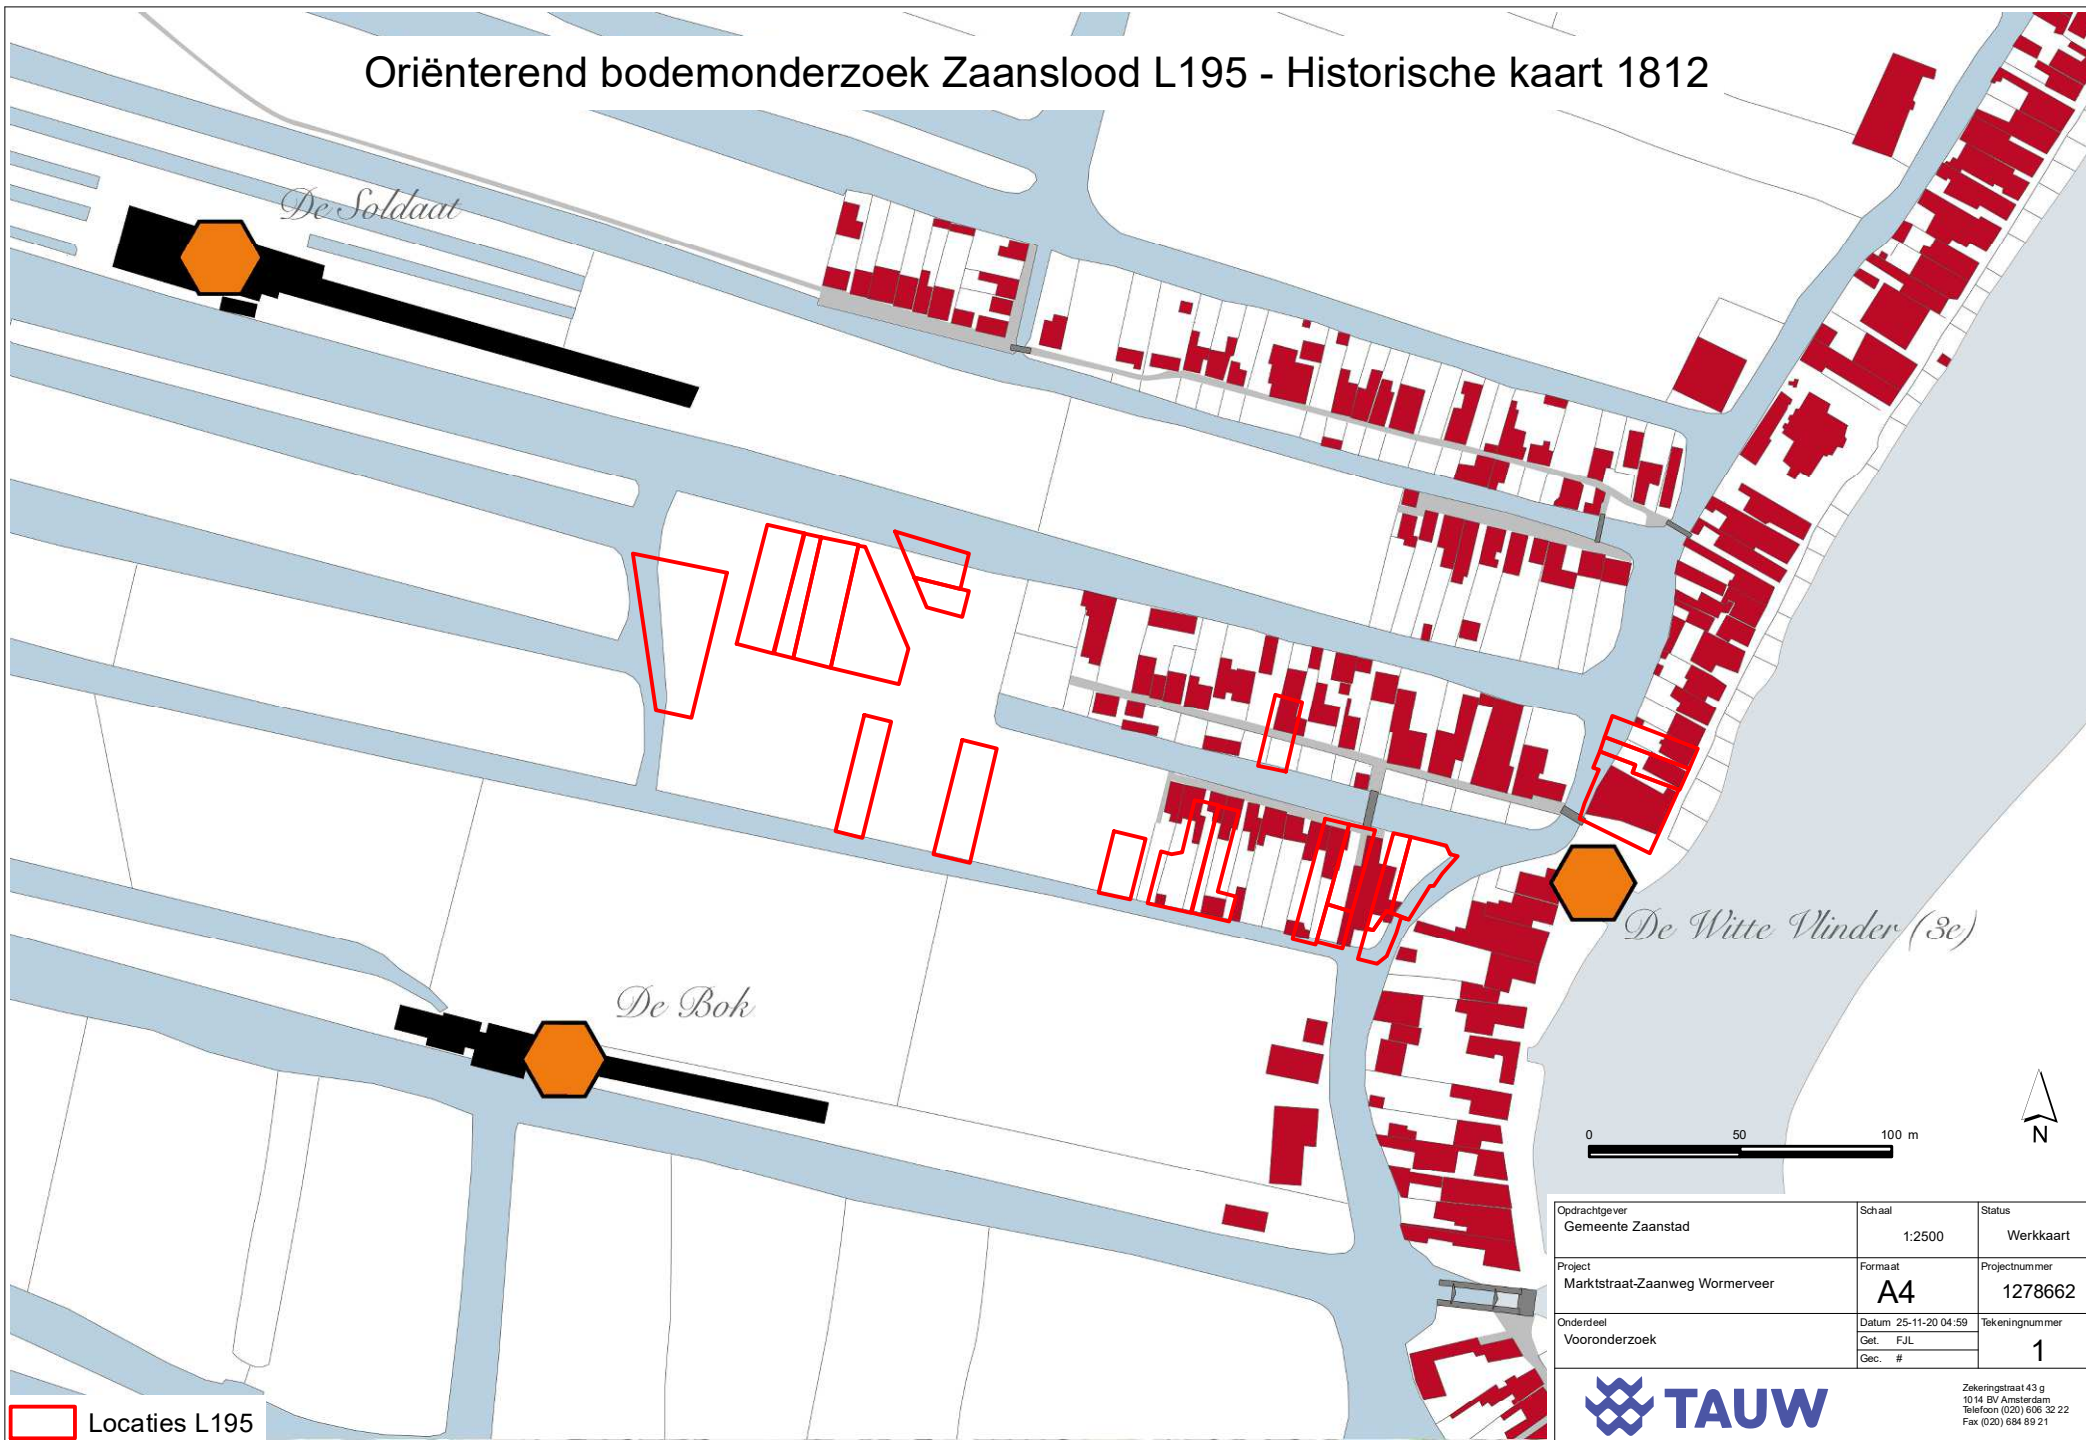 Oriënterend bodemonderzoek Zaanslood L195 - Historische kaart 1812
De Soldaat
De Witte Vlinder (3e)
De Bok
N
0 50 100 m
Opdrachtgever
Gemeente Zaanstad
Schaal
1:2500
Status
Werkkaart
Project
Marktstraat-Zaanweg Wormerveer
Formaat
A4
Projectnummer
1278662
Onderdeel
Vooronderzoek
Datum 25-11-20 04:59
Get. FJL
Gec. #
Tekeningnummer
1
TAUW
Zekeringstraat 43 g
1014 BV Amsterdam
Telefoon (020) 606 32 22
Fax (020) 684 89 21
Locaties L195